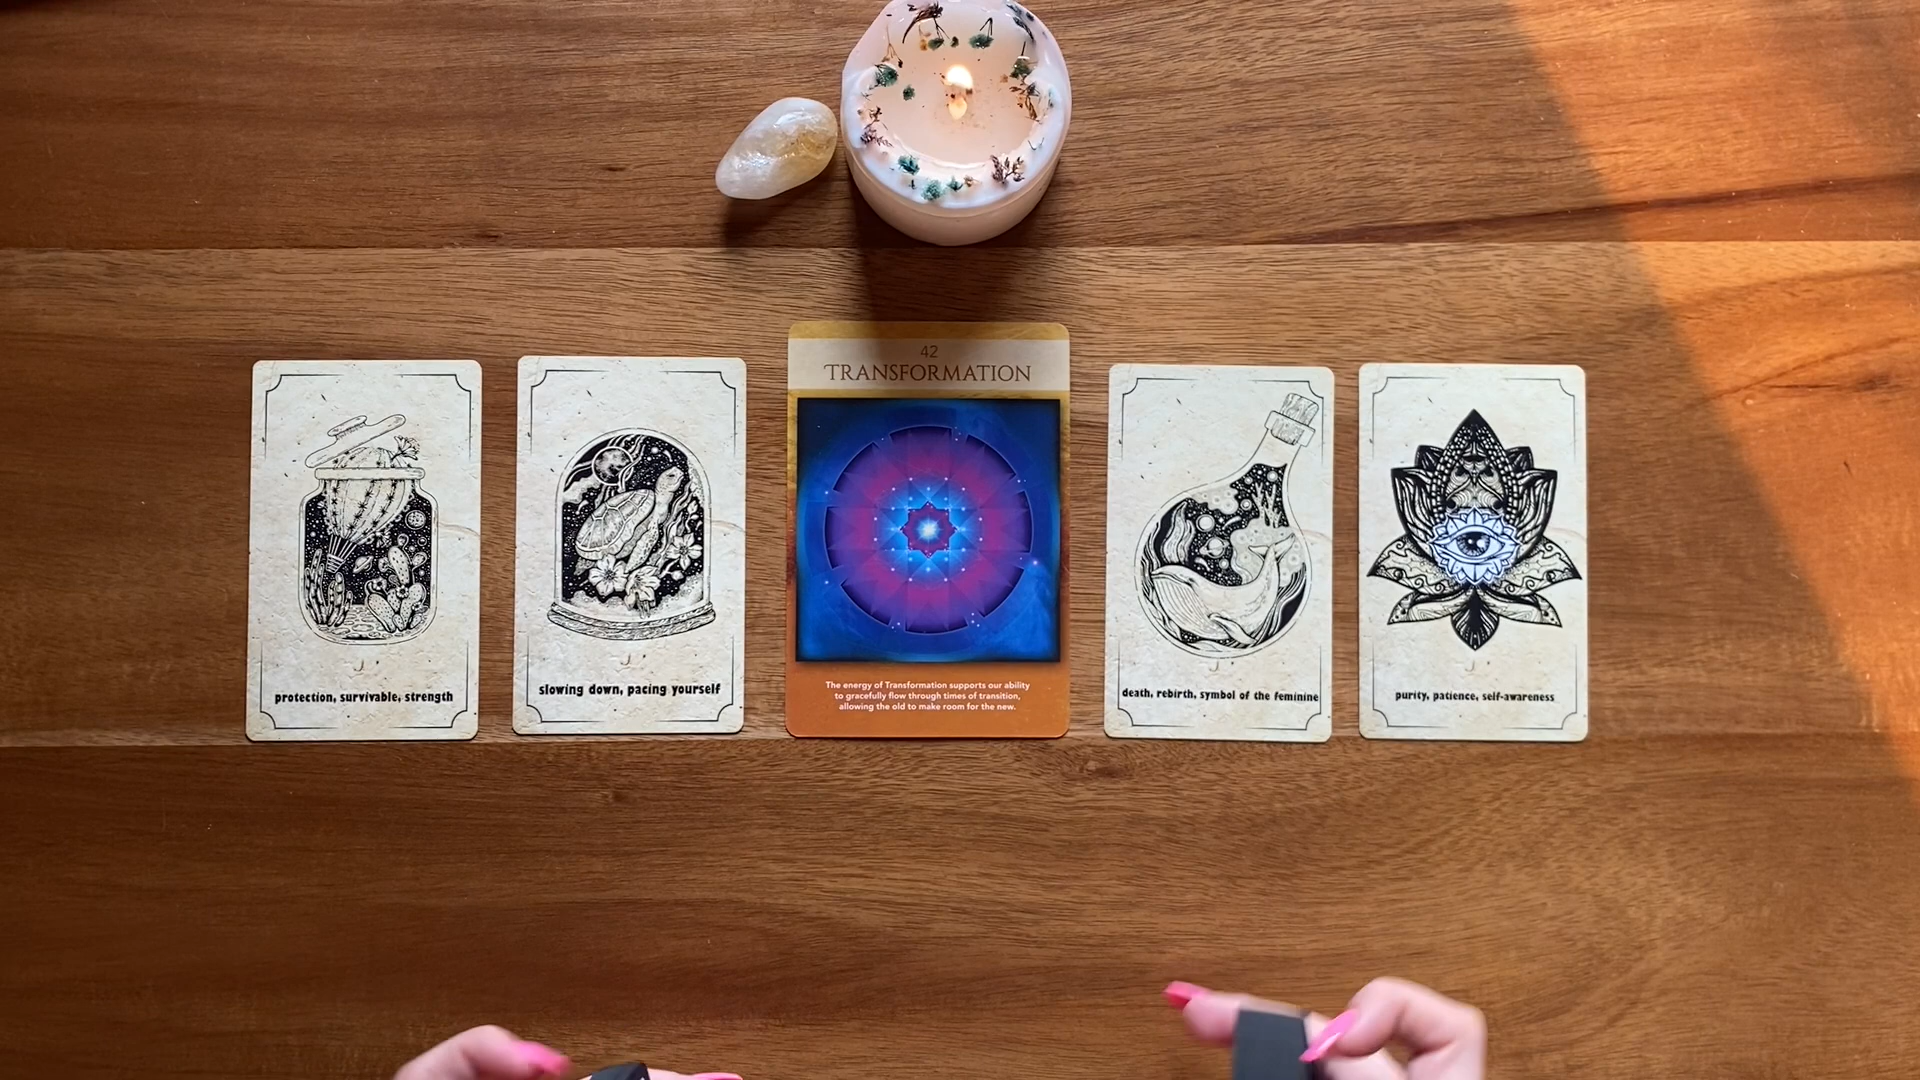 protection, survivable, strength
slowing down, pacing yourself
42
TRANSFORMATION
The energy of Transformation supports our ability
to gracefully flow through times of transition,
allowing the old to make room for the new.
death, rebirth, symbol of the feminine
purity, patience, self-awareness